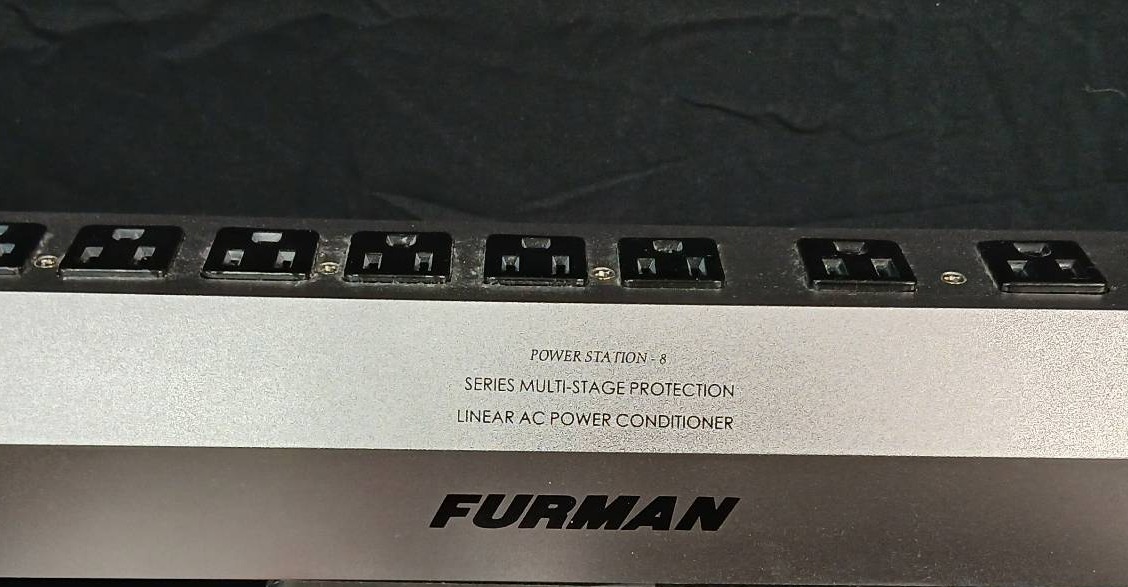 POWER STATION - 8
SERIES MULTI-STAGE PROTECTION
LINEAR AC POWER CONDITIONER
FURMAN